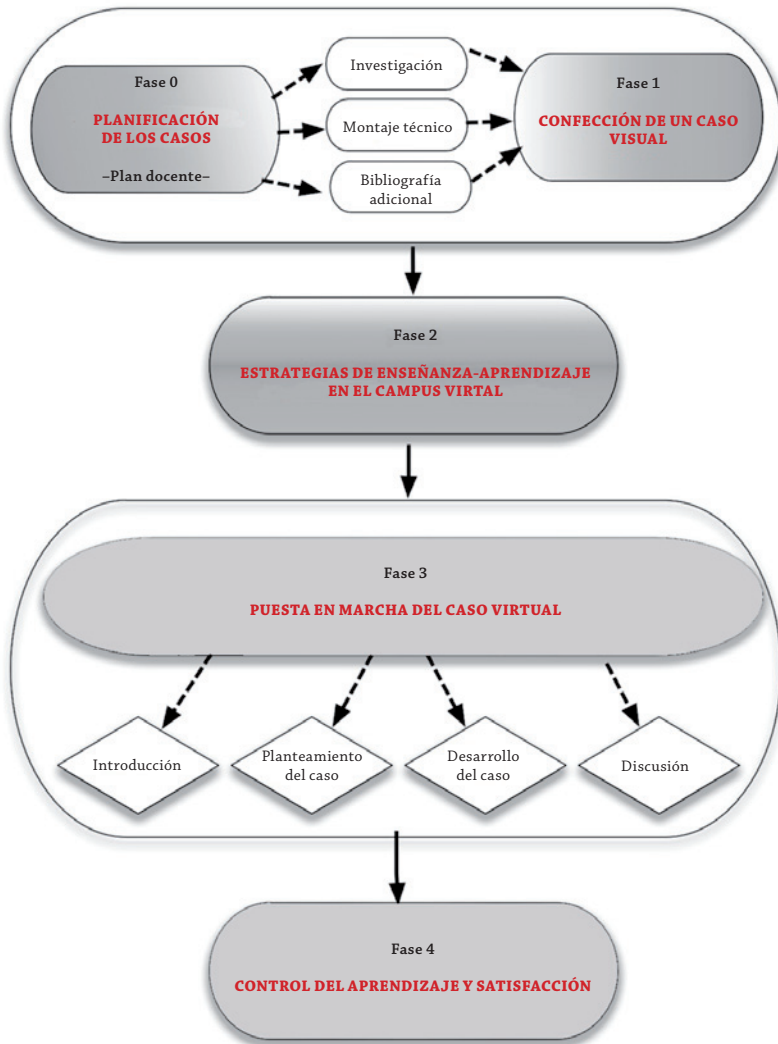 Fase 0
PLANIFICACIÓN
DE LOS CASOS
–Plan docente–
Investigación
Montaje técnico
Bibliografía
adicional
Fase 1
CONFECCIÓN DE UN CASO
VISUAL
Fase 2
ESTRATEGIAS DE ENSEÑANZA-APRENDIZAJE
EN EL CAMPUS VIRTAL
Fase 3
PUESTA EN MARCHA DEL CASO VIRTUAL
Introducción
Planteamiento
del caso
Desarrollo
del caso
Discusión
Fase 4
CONTROL DEL APRENDIZAJE Y SATISFACCIÓN